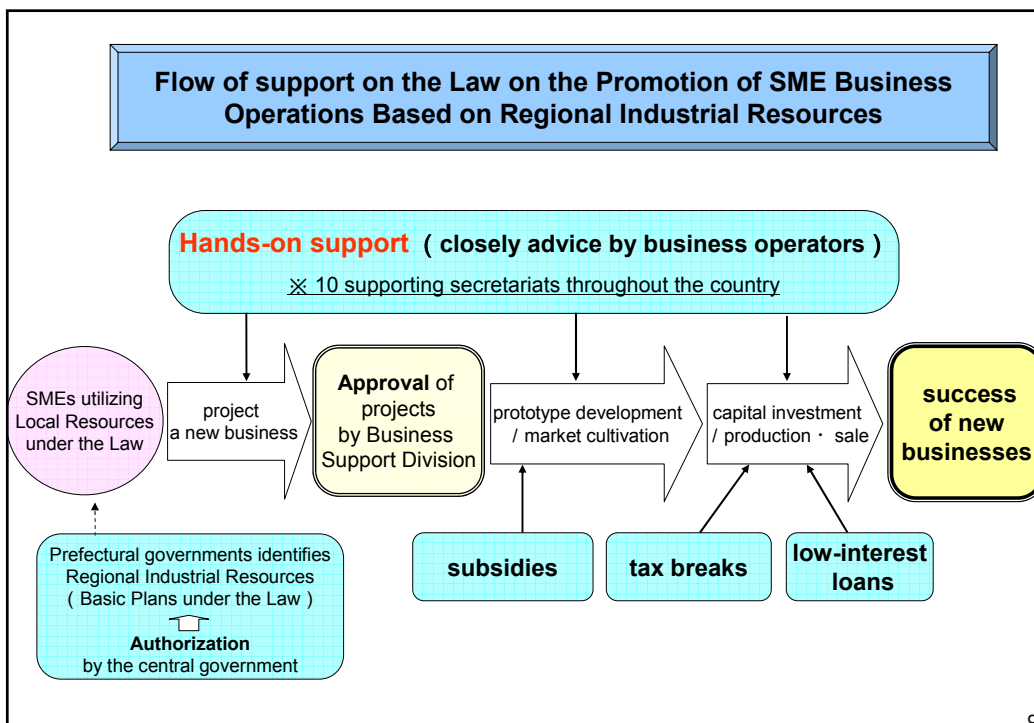 Flow of support on the Law on the Promotion of SME Business
Operations Based on Regional Industrial Resources
Hands-on support ( closely advice by business operators )
※ 10 supporting secretariats throughout the country
SMEs utilizing
Local Resources
under the Law
project
a new business
Approval of
projects
by Business
Support Division
prototype development
/ market cultivation
capital investment
/ production・ sale
success
of new
businesses
Prefectural governments identifies
Regional Industrial Resources
( Basic Plans under the Law )
Authorization
by the central government
subsidies
tax breaks
low-interest
loans